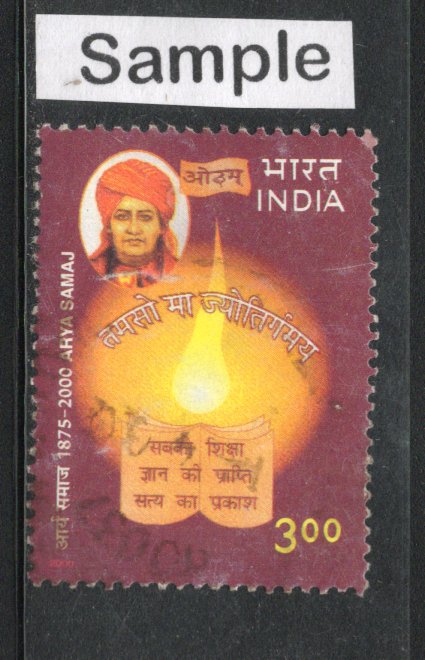 Sample
ओ३म्
भारत
INDIA
तमसो मा ज्योतिर्गमय
आर्य समाज 1875-2000 ARYA SAMAJ
सबको शिक्षा
ज्ञान की प्राप्ति
सत्य का प्रकाश
3.00